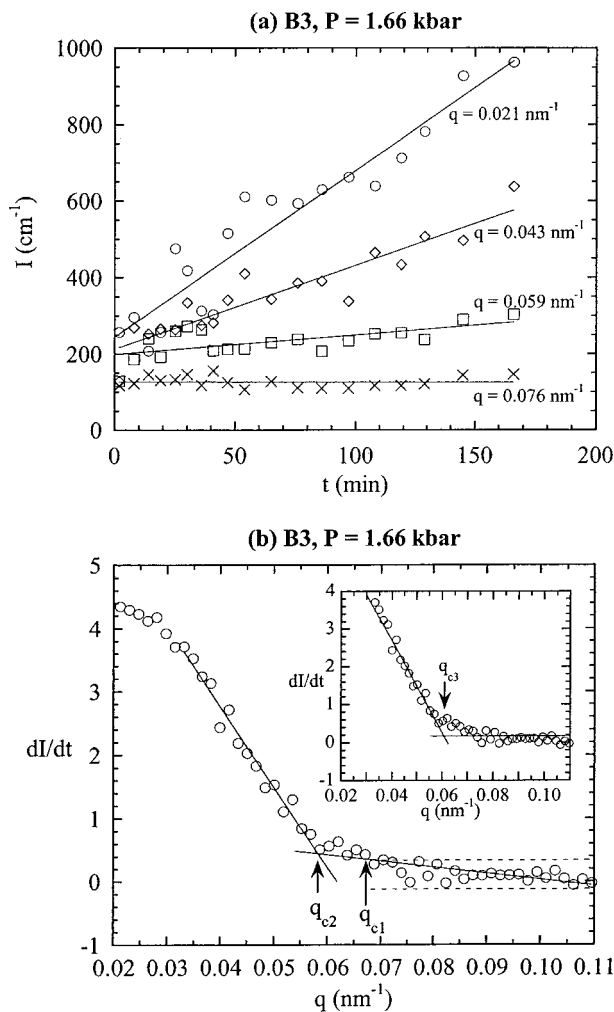 (a) B3, P = 1.66 kbar
1000
800
600
400
200
0
I (cm⁻¹)
q = 0.021 nm⁻¹
q = 0.043 nm⁻¹
q = 0.059 nm⁻¹
q = 0.076 nm⁻¹
0 50 100 150 200
t (min)
(b) B3, P = 1.66 kbar
5
4
3
2
1
0
-1
dI/dt
4
3
2
1
0
-1
dI/dt
q_c3
0.02 0.04 0.06 0.08 0.10
q (nm⁻¹)
q_c2
q_c1
0.02 0.03 0.04 0.05 0.06 0.07 0.08 0.09 0.10 0.11
q (nm⁻¹)